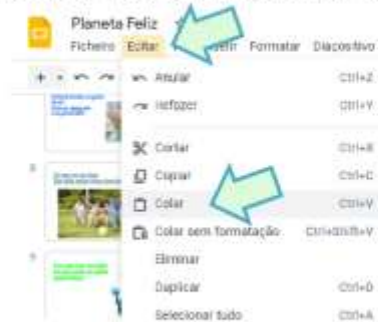 Planeta Feliz
Ficheiro Editar Formatar Diapositivo
Anular Ctrl+Z
Refazer Ctrl+Y
Cortar Ctrl+X
Copiar Ctrl+C
Colar Ctrl+V
Colar sem formatação Ctrl+Shift+V
Eliminar
Duplicar Ctrl+D
Selecionar tudo Ctrl+A